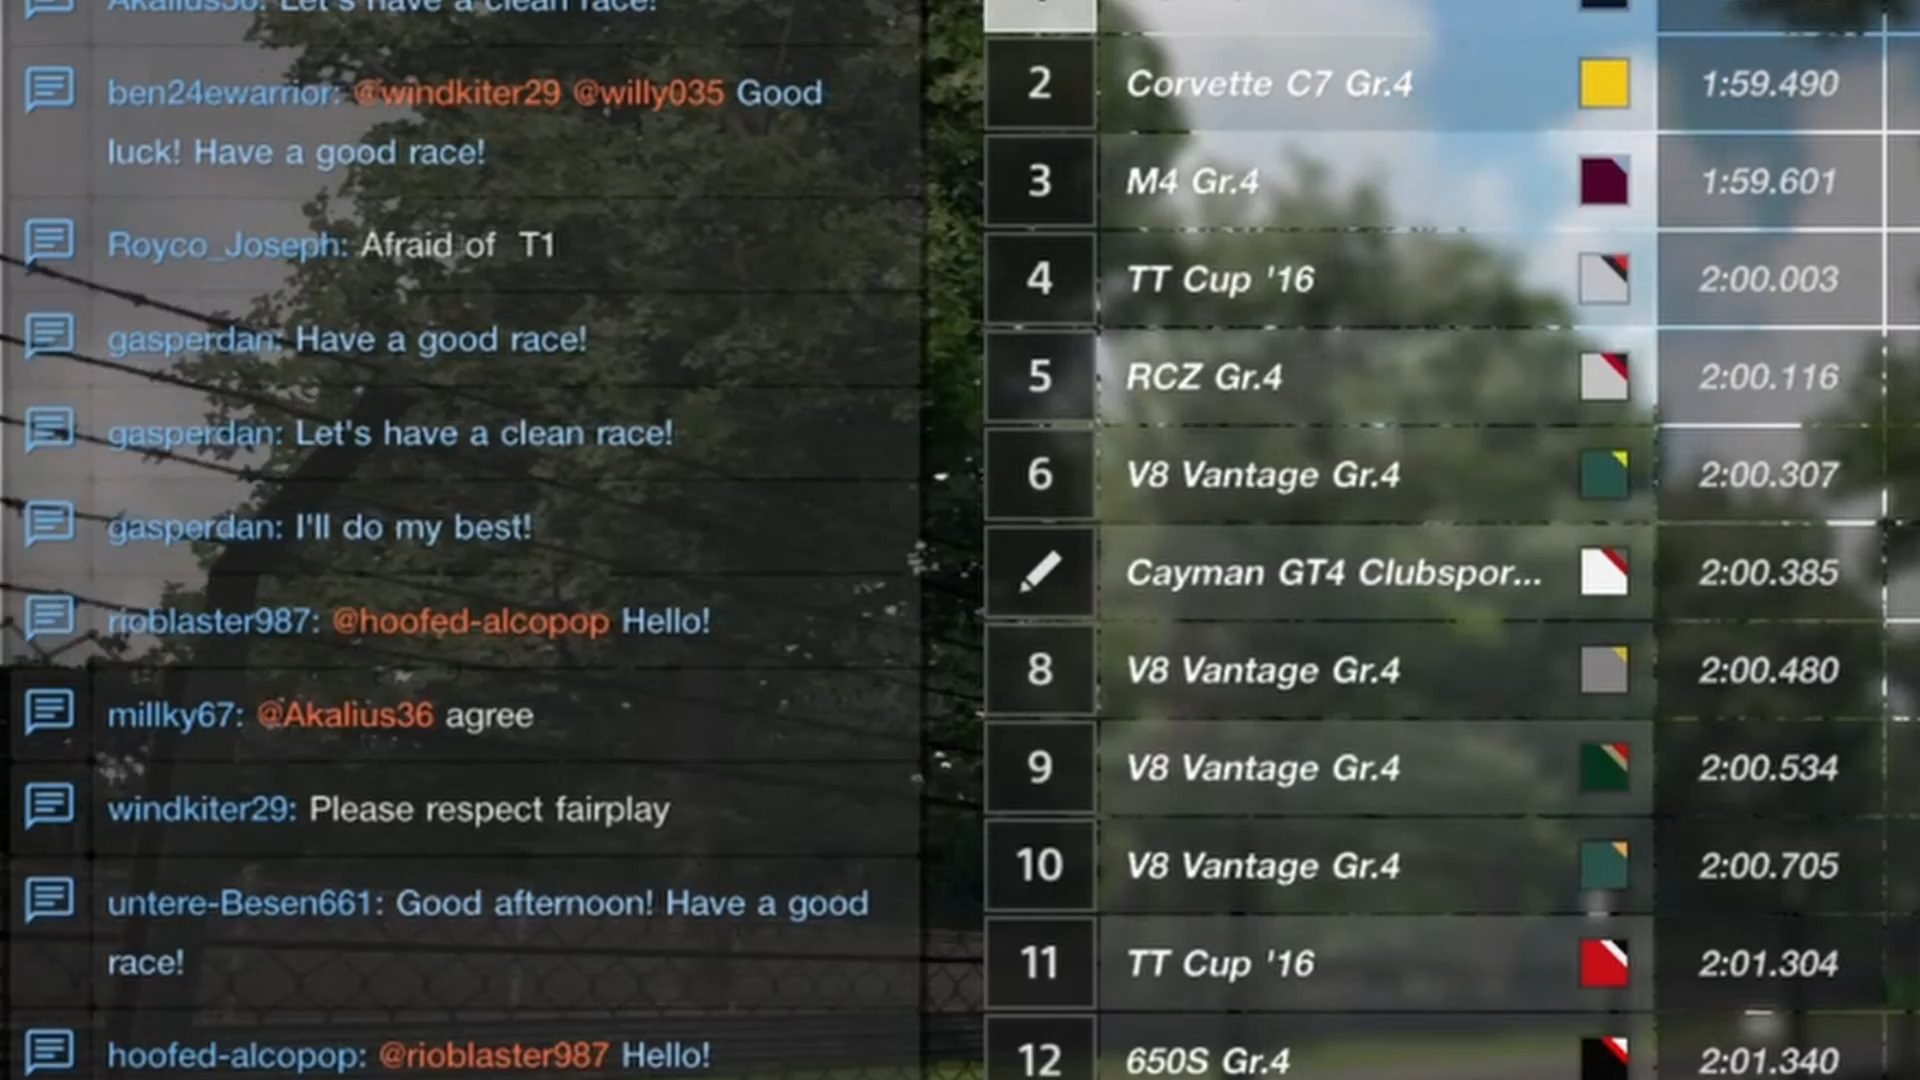 Akalius36: Let's have a clean race!
ben24ewarrior: @windkiter29 @willy035 Good
luck! Have a good race!
Royco_Joseph: Afraid of T1
gasperdan: Have a good race!
gasperdan: Let's have a clean race!
gasperdan: I'll do my best!
rioblaster987: @hoofed-alcopop Hello!
millky67: @Akalius36 agree
windkiter29: Please respect fairplay
untere-Besen661: Good afternoon! Have a good
race!
hoofed-alcopop: @rioblaster987 Hello!
2 Corvette C7 Gr.4 1:59.490
3 M4 Gr.4 1:59.601
4 TT Cup '16 2:00.003
5 RCZ Gr.4 2:00.116
6 V8 Vantage Gr.4 2:00.307
Cayman GT4 Clubspor... 2:00.385
8 V8 Vantage Gr.4 2:00.480
9 V8 Vantage Gr.4 2:00.534
10 V8 Vantage Gr.4 2:00.705
11 TT Cup '16 2:01.304
12 650S Gr.4 2:01.340